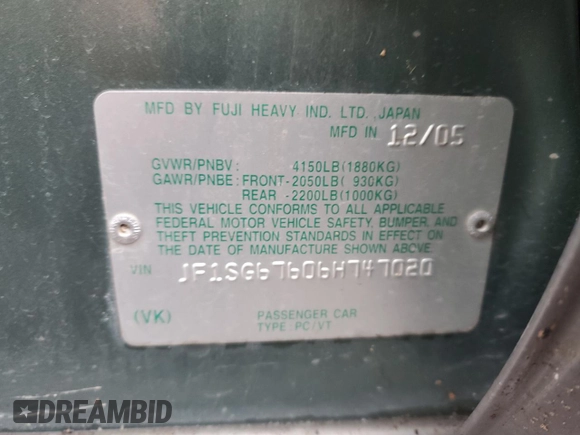 MFD BY FUJI HEAVY IND. LTD. JAPAN
MFD IN 12/05
GVWR/PNBV: 4150LB(1880KG)
GAWR/PNBE: FRONT-2050LB( 930KG)
REAR -2200LB(1000KG)
THIS VEHICLE CONFORMS TO ALL APPLICABLE
FEDERAL MOTOR VEHICLE SAFETY, BUMPER, AND
THEFT PREVENTION STANDARDS IN EFFECT ON
THE DATE OF MANUFACTURE SHOWN ABOVE
VIN JF1SG67606H747020
(VK) PASSENGER CAR
TYPE: PC/VT
DREAMBID